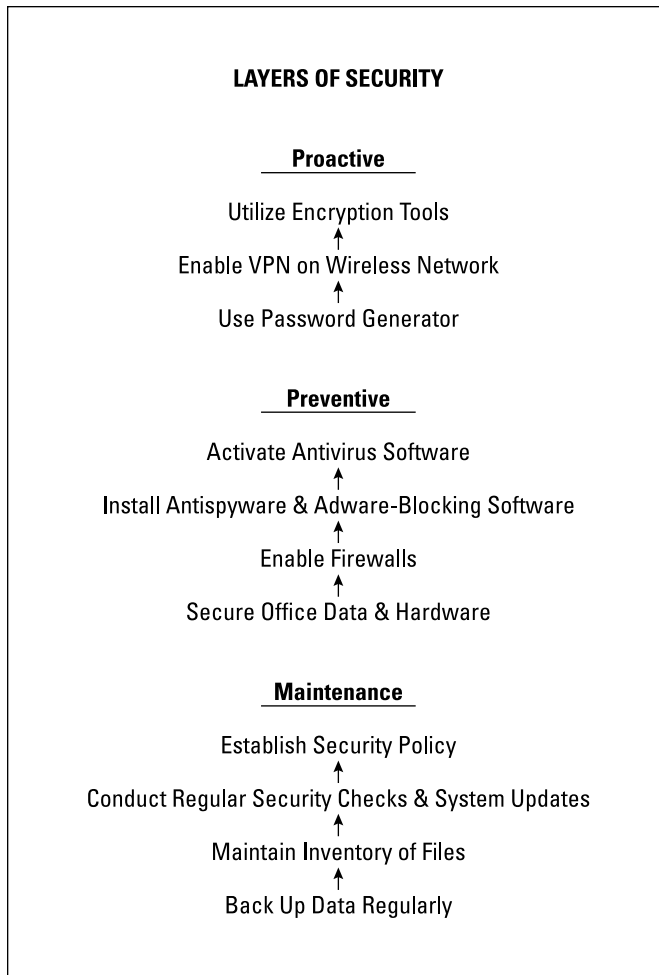 LAYERS OF SECURITY
Proactive
Utilize Encryption Tools
Enable VPN on Wireless Network
Use Password Generator
Preventive
Activate Antivirus Software
Install Antispyware & Adware-Blocking Software
Enable Firewalls
Secure Office Data & Hardware
Maintenance
Establish Security Policy
Conduct Regular Security Checks & System Updates
Maintain Inventory of Files
Back Up Data Regularly